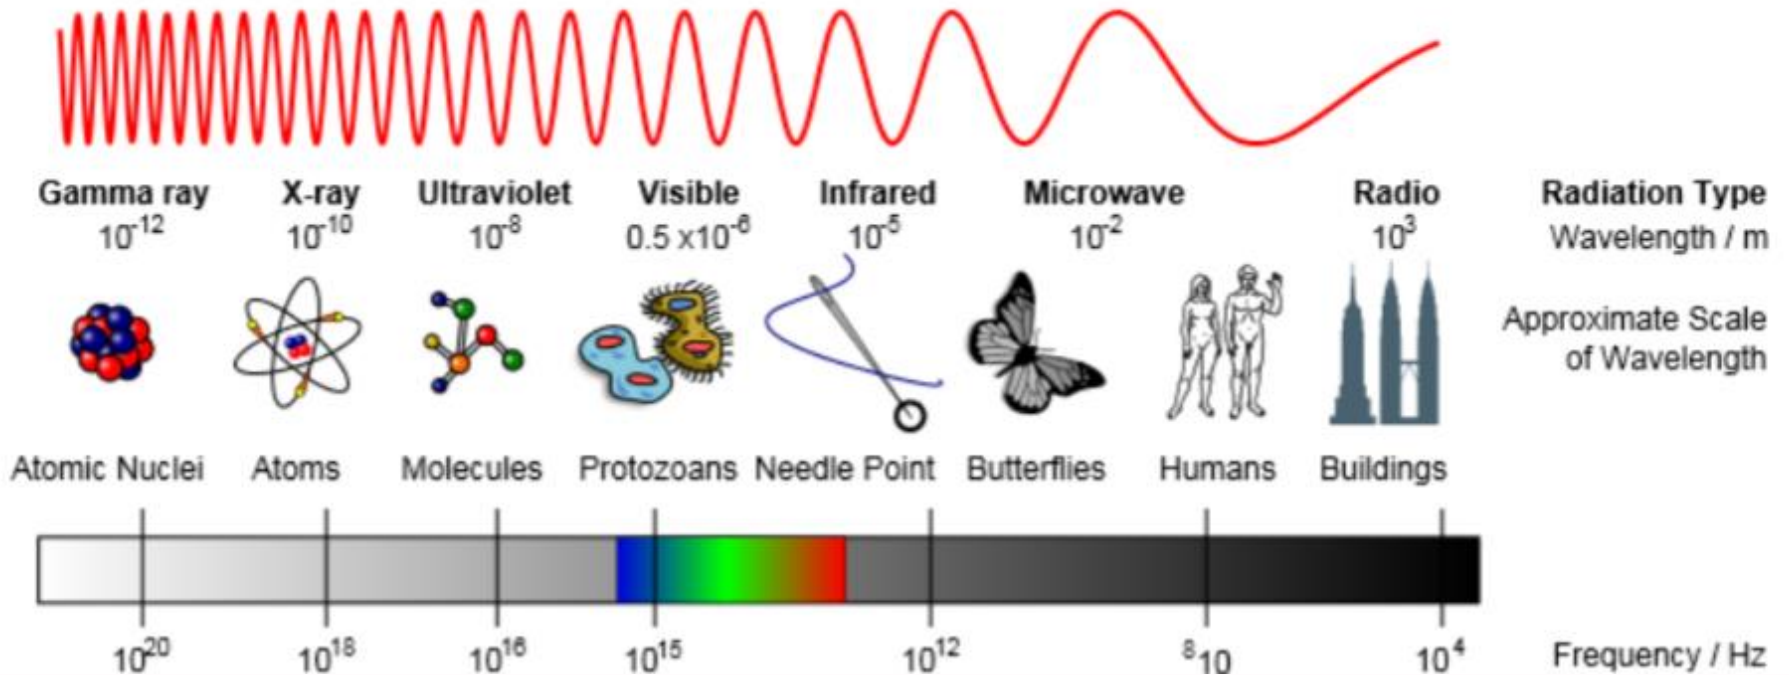 Gamma ray X-ray Ultraviolet Visible Infrared Microwave Radio Radiation Type
10⁻¹² 10⁻¹⁰ 10⁻⁸ 0.5 x10⁻⁶ 10⁻⁵ 10⁻² 10³ Wavelength / m
Approximate Scale
of Wavelength
Atomic Nuclei Atoms Molecules Protozoans Needle Point Butterflies Humans Buildings
10²⁰ 10¹⁸ 10¹⁶ 10¹⁵ 10¹² ⁸10 10⁴ Frequency / Hz